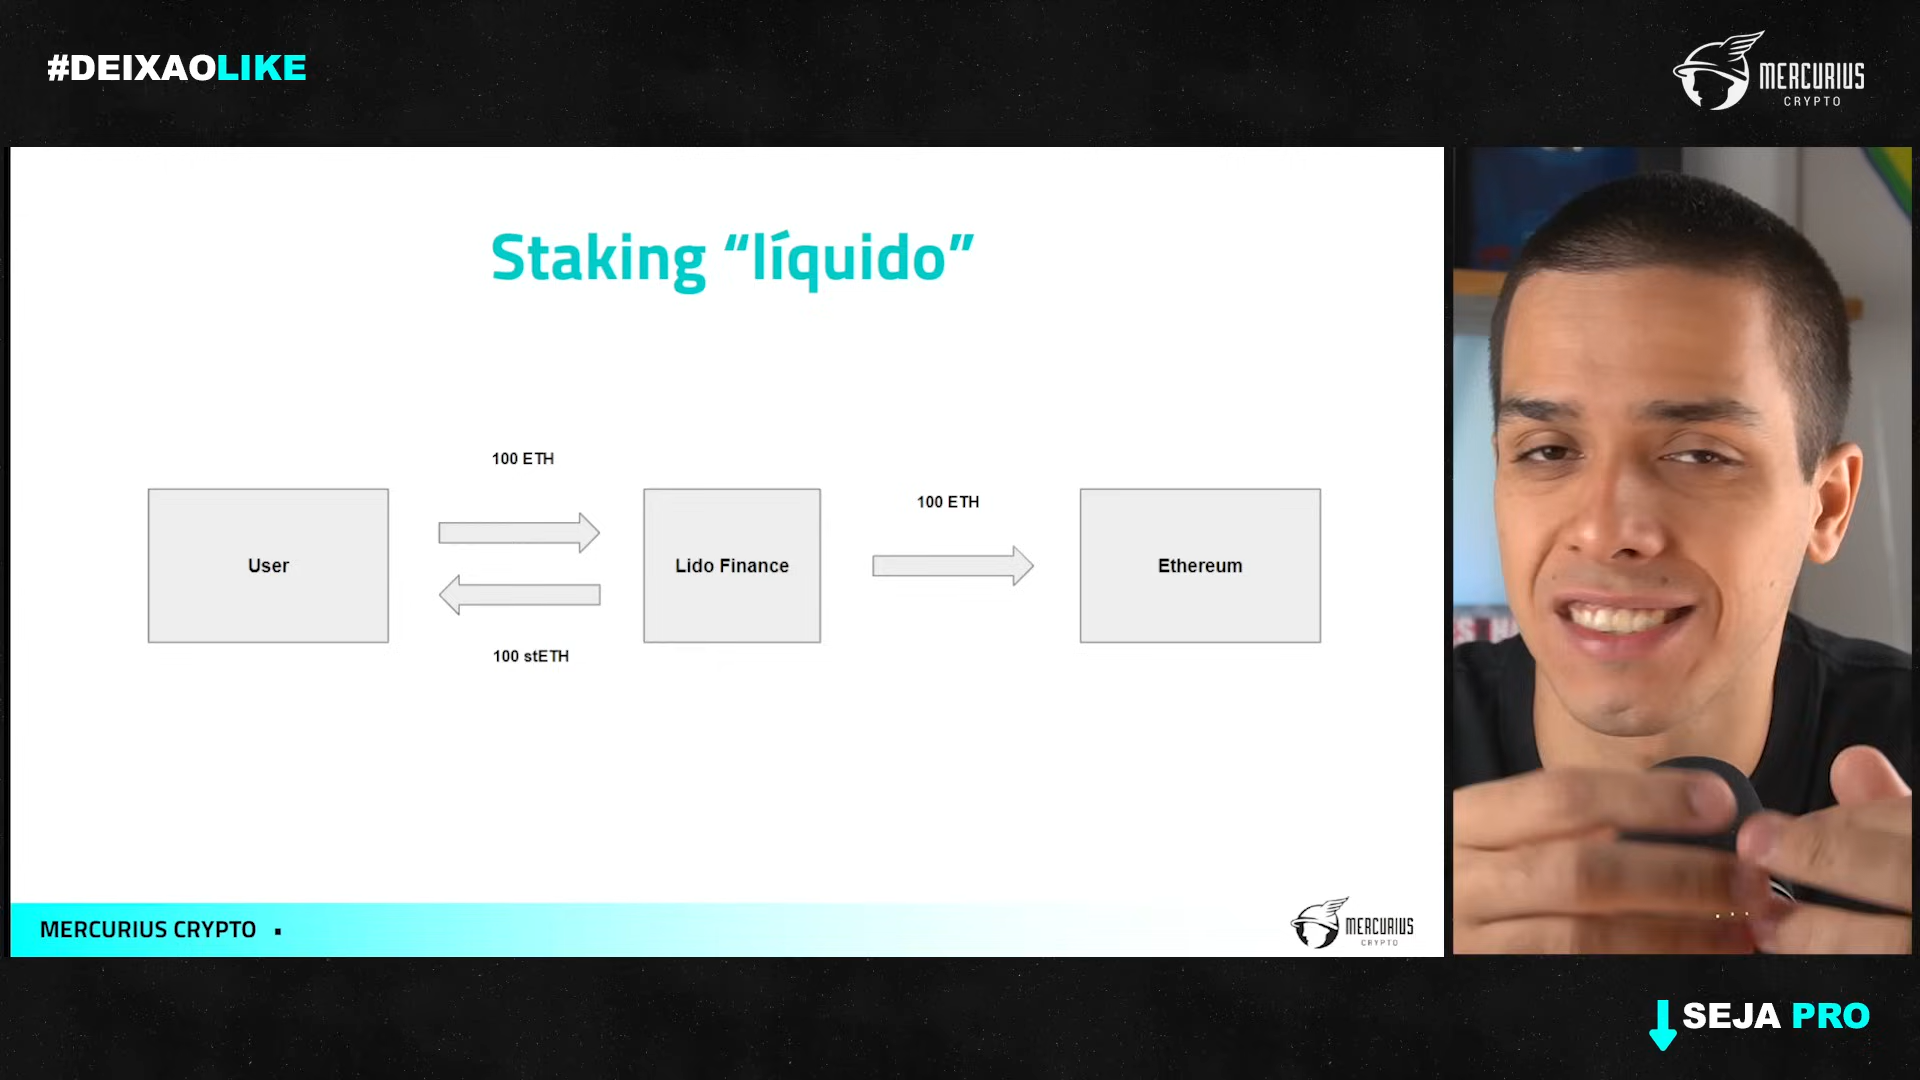 #DEIXAOLIKE
MERCURIUS
CRYPTO
Staking “líquido”
100 ETH
100 ETH
User
Lido Finance
Ethereum
100 stETH
MERCURIUS CRYPTO
MERCURIUS
CRYPTO
SEJA PRO